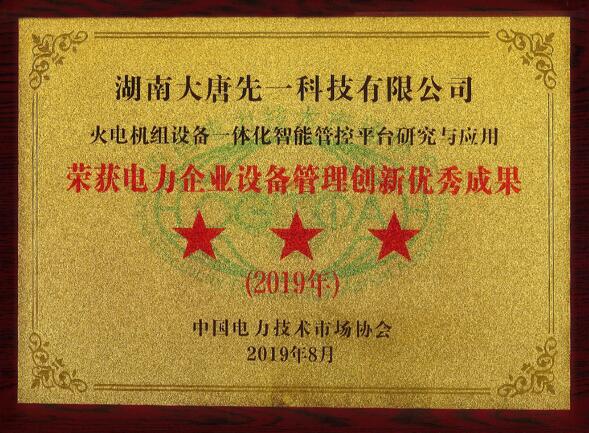 湖南大唐先一科技有限公司
火电机组设备一体化智能管控平台研究与应用
荣获电力企业设备管理创新优秀成果
(2019年)
中国电力技术市场协会
2019年8月